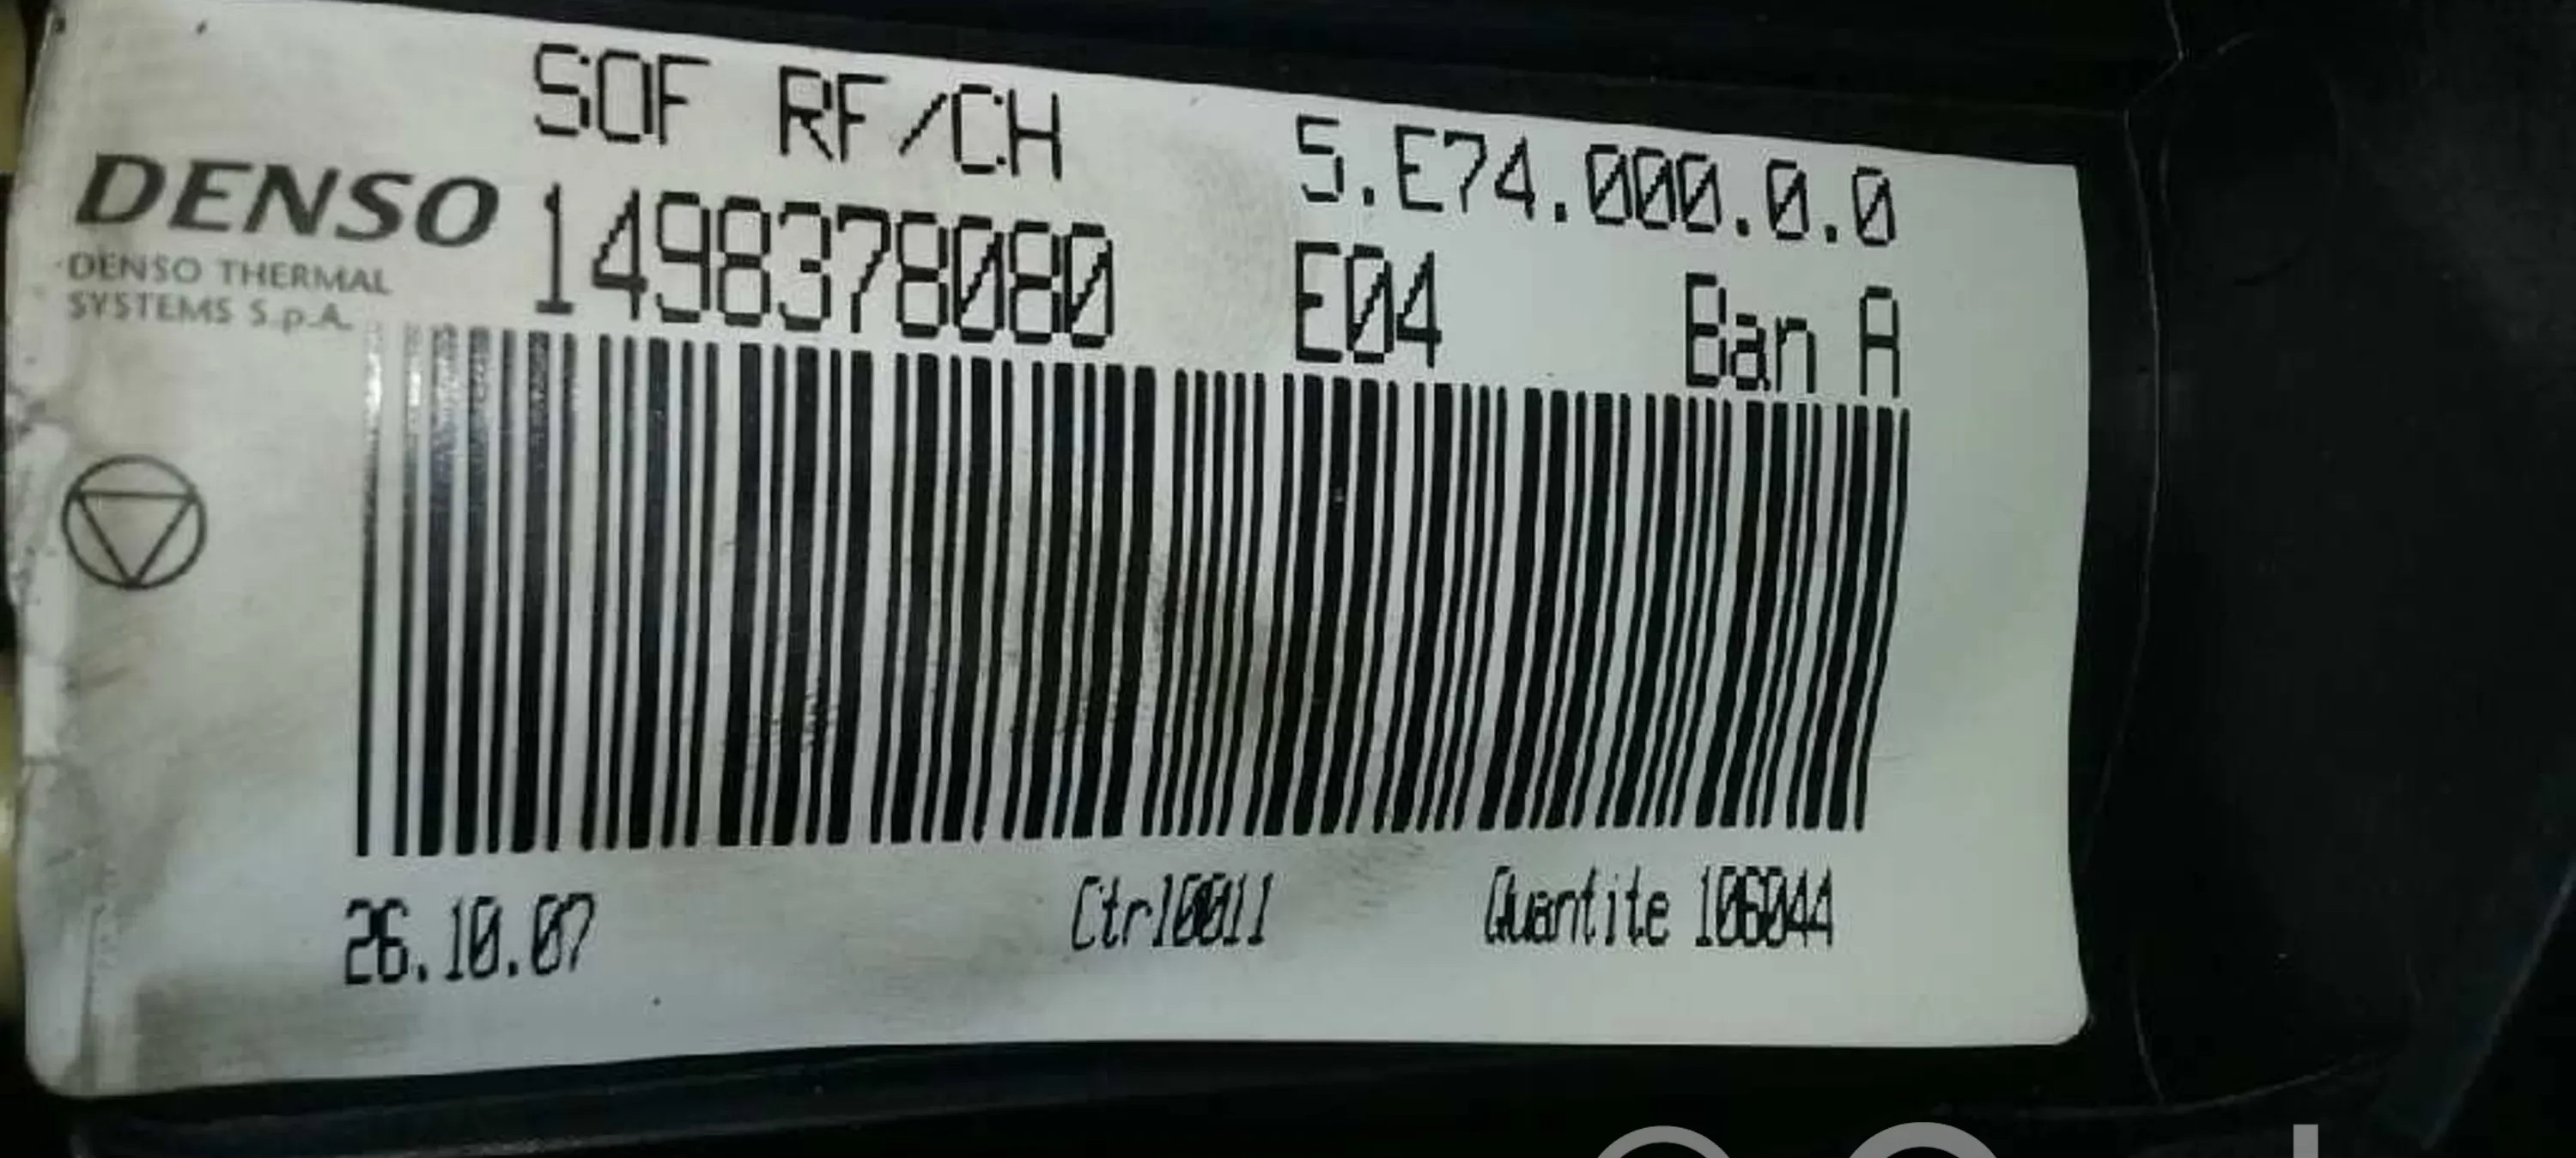 SOF RF/CH 5.E74.000.0.0
DENSO 1498378080 E04 Ban A
DENSO THERMAL
SYSTEMS S.p.A.
26.10.07 Ctrl0011 Quantite 106044